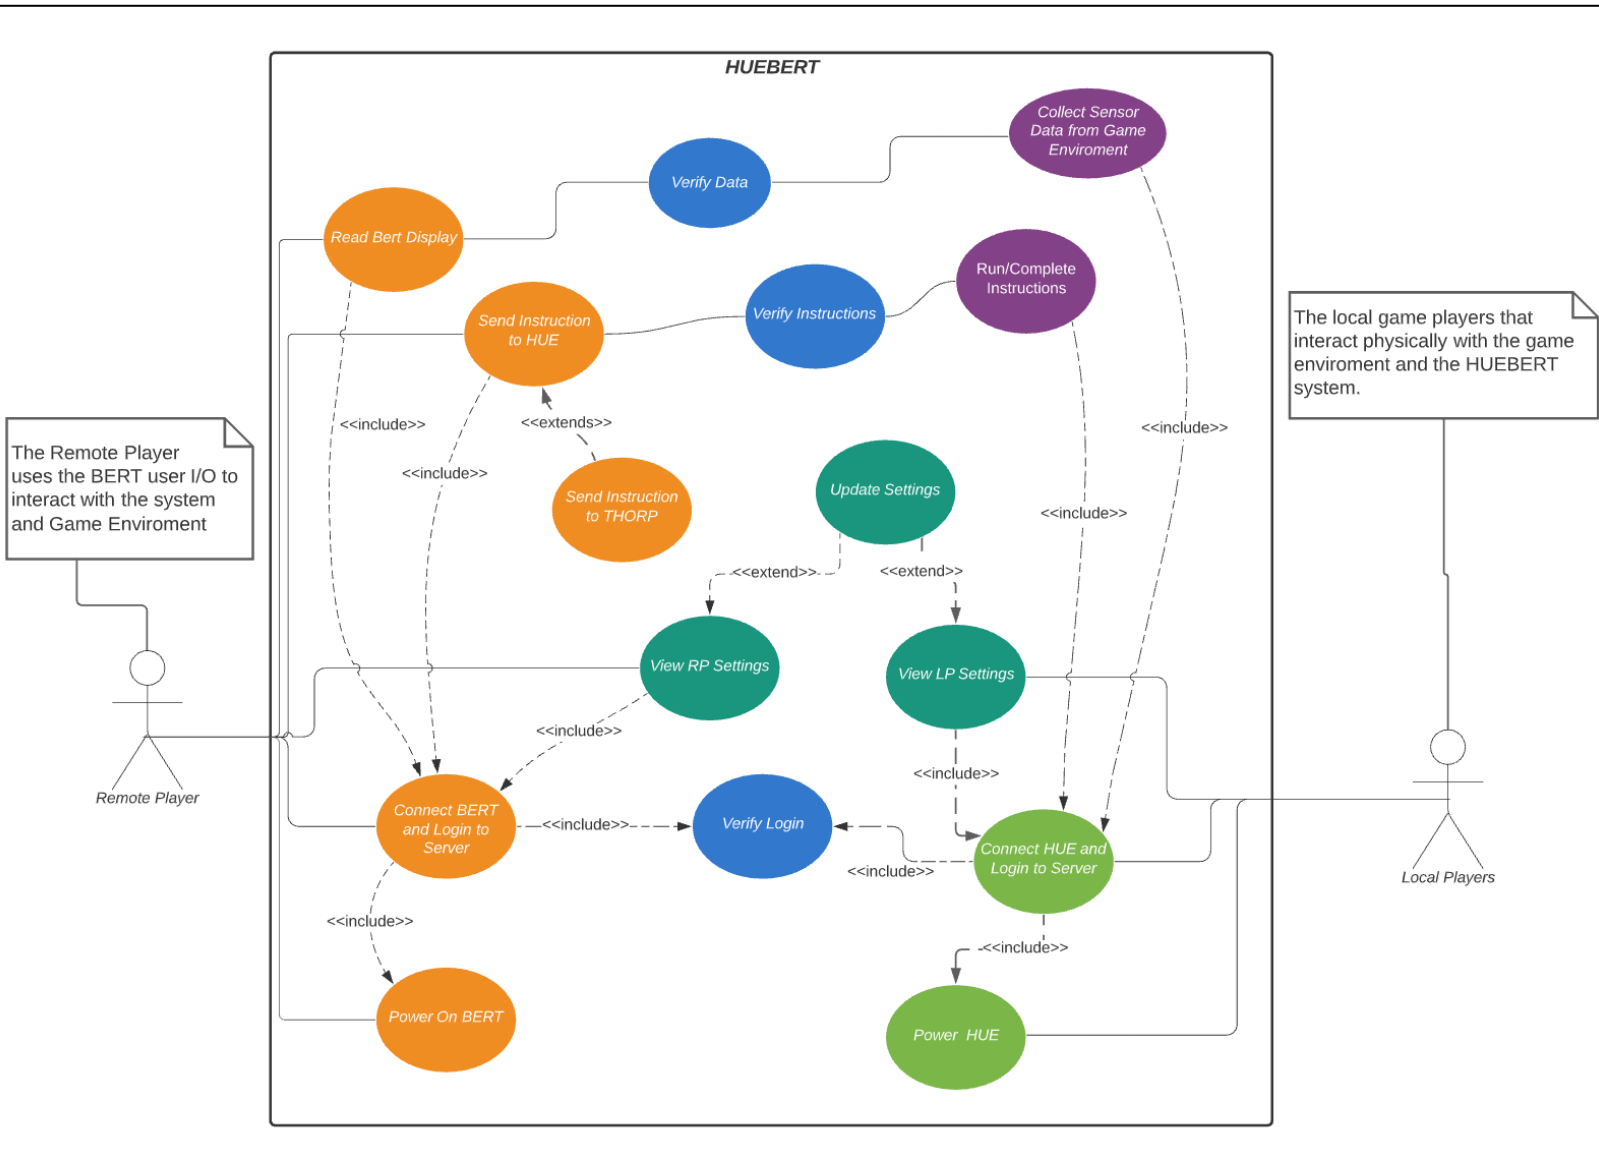 HUEBERT
Collect Sensor
Data from Game
Enviroment
Verify Data
Read Bert Display
Run/Complete
Instructions
Send Instruction
to HUE
Verify Instructions
The local game players that
interact physically with the game
enviroment and the HUEBERT
system.
<<include>>
<<extends>>
<<include>>
The Remote Player
uses the BERT user I/O to
interact with the system
and Game Enviroment
<<include>>
Send Instruction
to THORP
Update Settings
<<include>>
<<extend>>
<<extend>>
View RP Settings
View LP Settings
<<include>>
<<include>>
Remote Player
Connect BERT
and Login to
Server
<<include>>
Verify Login
Connect HUE and
Login to Server
<<include>>
Local Players
<<include>>
<<include>>
Power On BERT
Power HUE